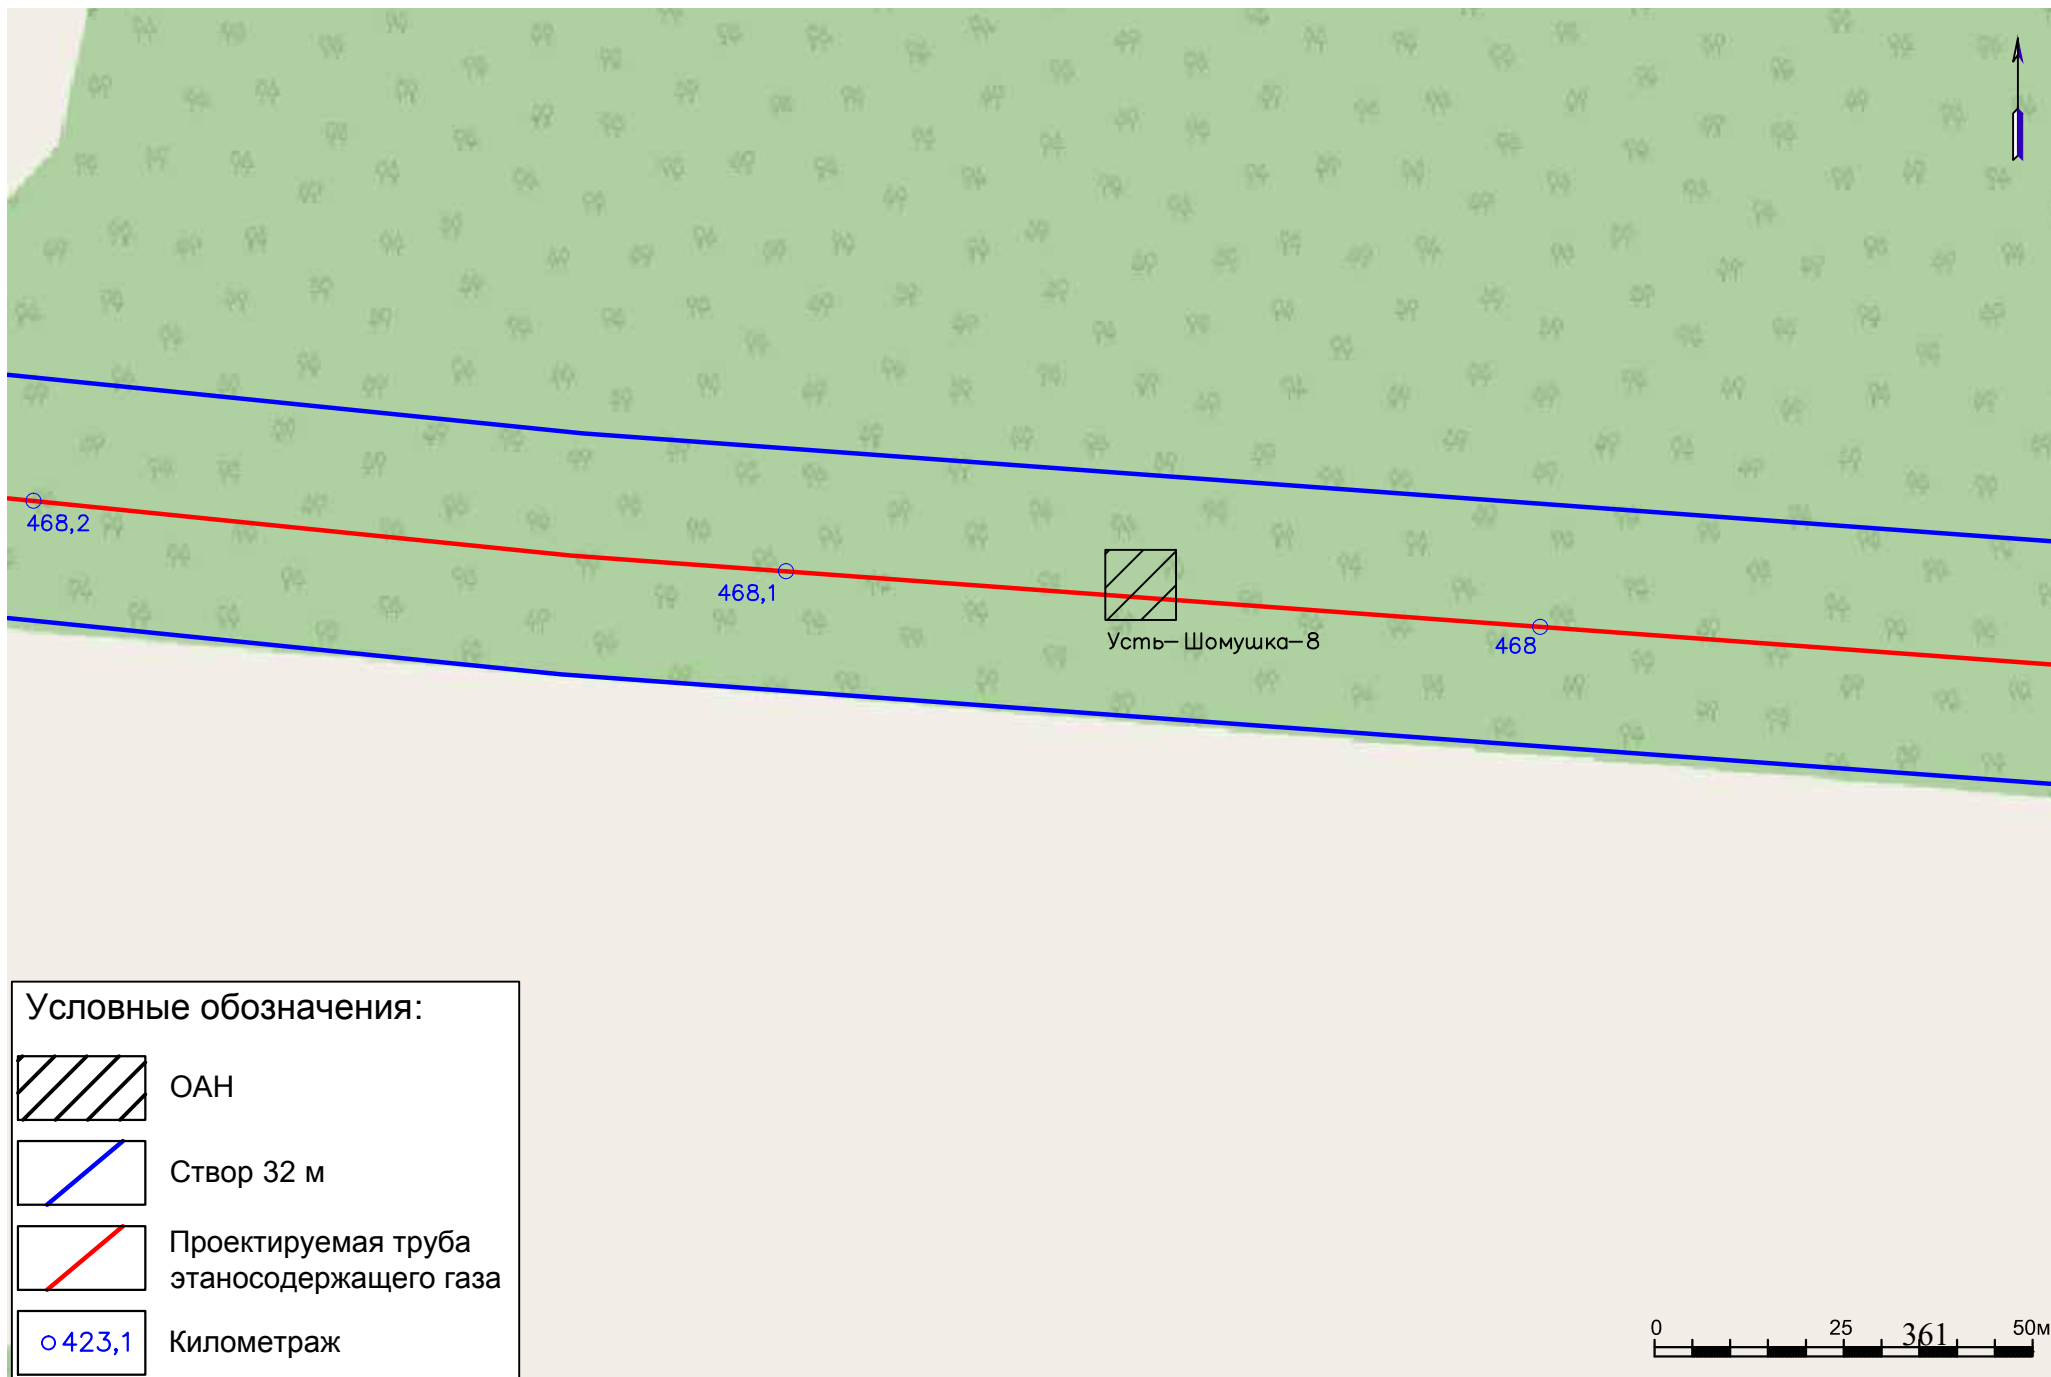 468,2
468,1
Усть-Шомушка-8
468
Условные обозначения:
ОАН
Створ 32 м
Проектируемая труба
этаносодержащего газа
423,1 Километраж
0 25 50м
361